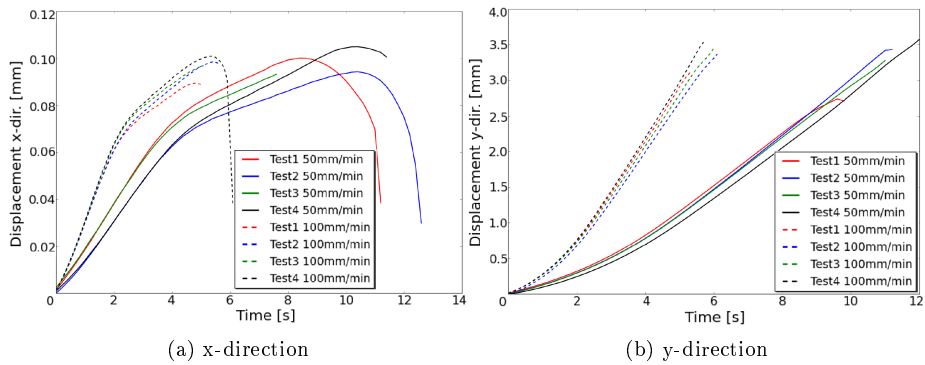 0.12
0.10
0.08
0.06
0.04
0.02
0
2
4
6
8
10
12
14
Displacement x-dir. [mm]
Time [s]
Test1 50mm/min
Test2 50mm/min
Test3 50mm/min
Test4 50mm/min
Test1 100mm/min
Test2 100mm/min
Test3 100mm/min
Test4 100mm/min
(a) x-direction
4.0
3.5
3.0
2.5
2.0
1.5
1.0
0.5
0
0
2
4
6
8
10
12
Displacement y-dir. [mm]
Time [s]
Test1 50mm/min
Test2 50mm/min
Test3 50mm/min
Test4 50mm/min
Test1 100mm/min
Test2 100mm/min
Test3 100mm/min
Test4 100mm/min
(b) y-direction